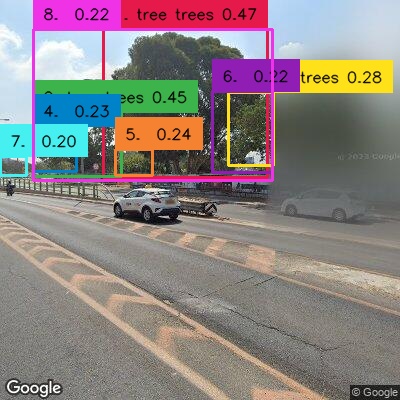 8. 0.22
. tree trees 0.47
6. 0.22
trees 0.28
trees 0.45
4. 0.23
5. 0.24
7. 0.20
© 2023 Google
Google
© Google